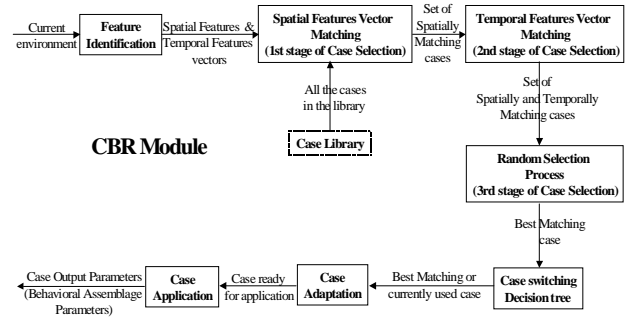 Current
environment
Feature
Identification
Spatial Features &
Temporal Features
vectors
Spatial Features Vector
Matching
(1st stage of Case Selection)
Set of
Spatially
Matching
cases
Temporal Features Vector
Matching
(2nd stage of Case Selection)
All the cases
in the library
Set of
Spatially and Temporally
Matching cases
CBR Module
Case Library
Random Selection
Process
(3rd stage of Case Selection)
Best Matching
case
Case switching
Decision tree
Best Matching or
currently used case
Case
Adaptation
Case ready
for application
Case
Application
Case Output Parameters
(Behavioral Assemblage
Parameters)